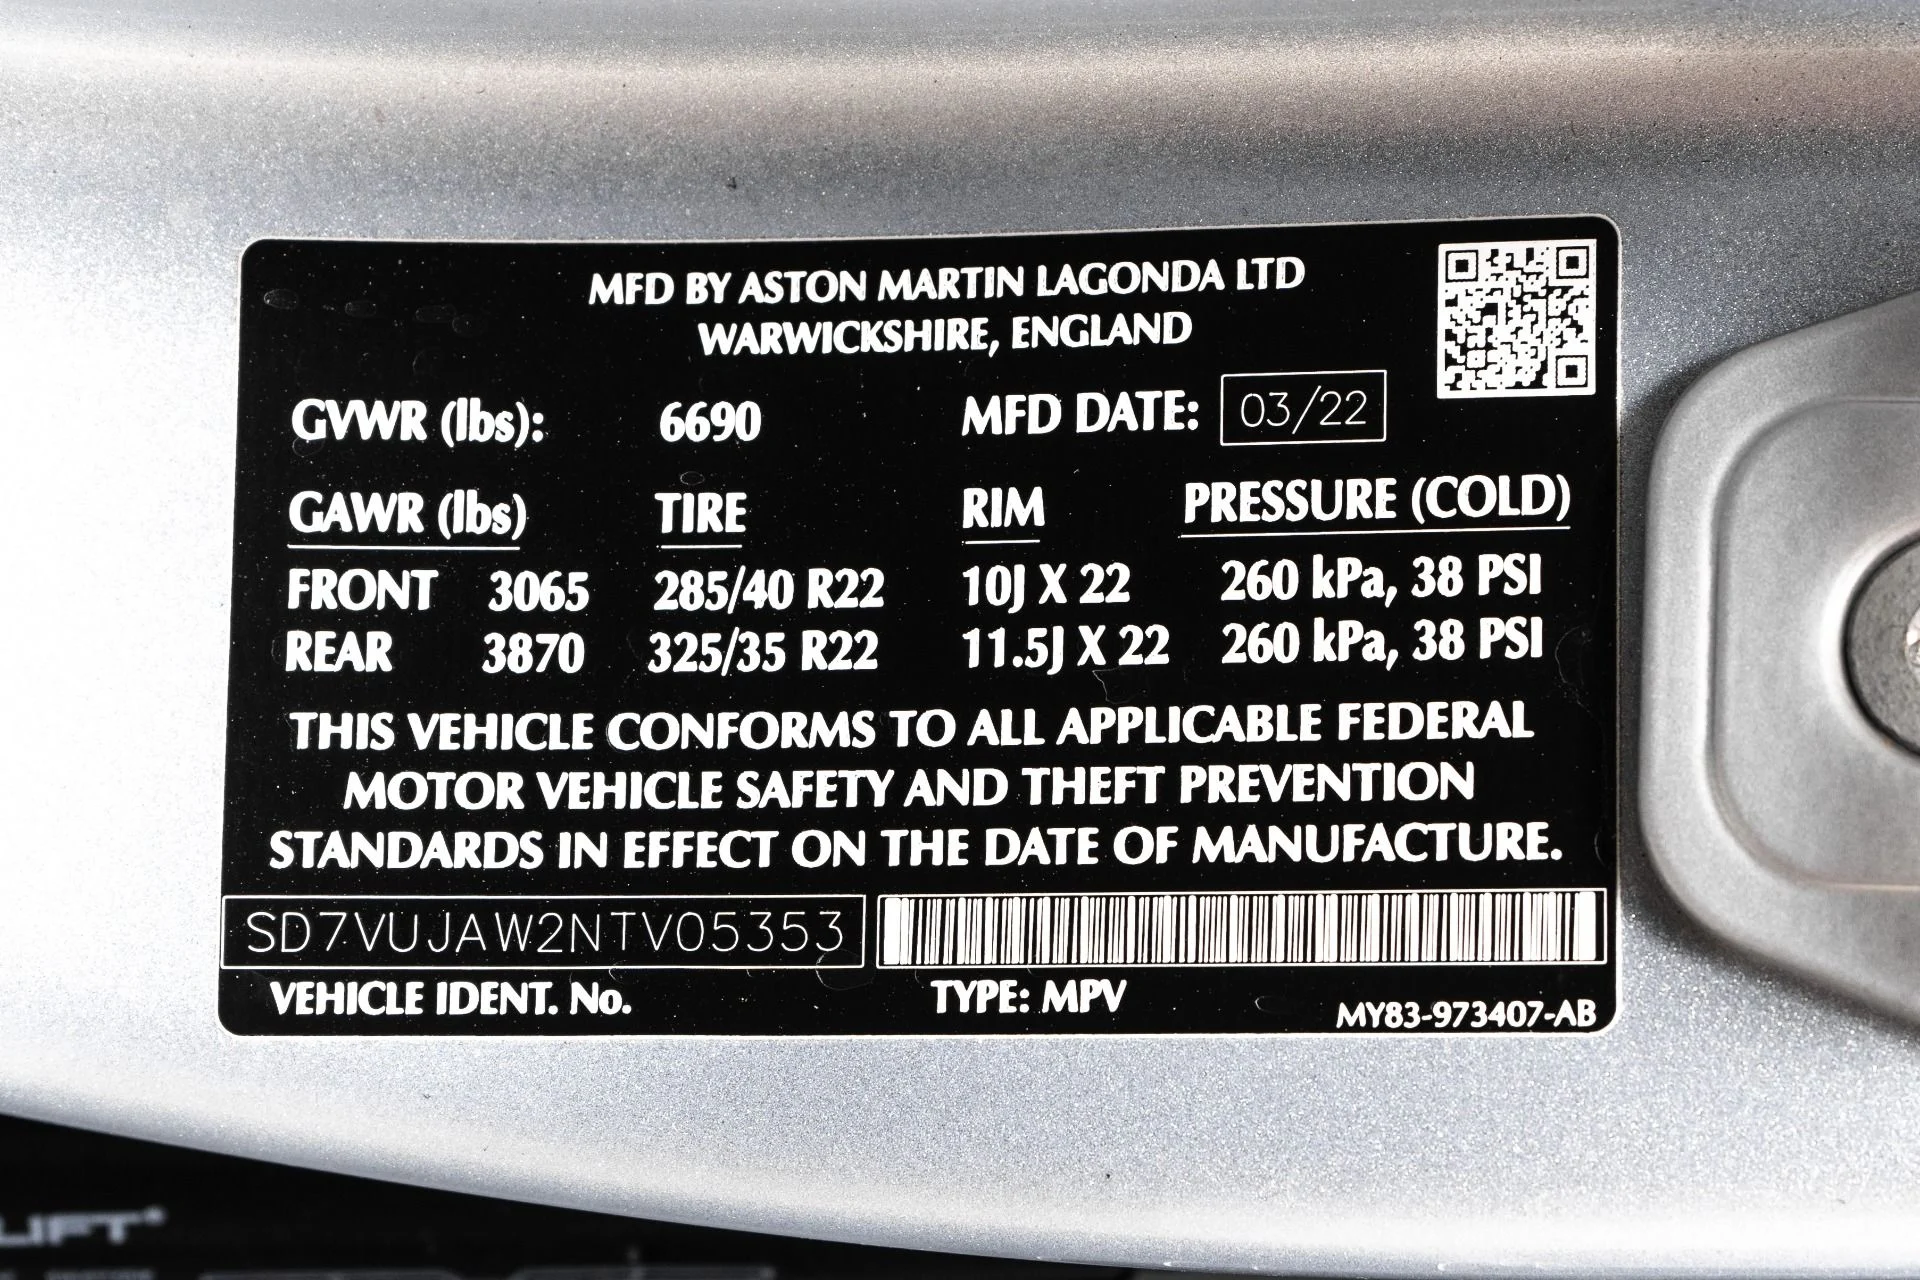 MFD BY ASTON MARTIN LAGONDA LTD
WARWICKSHIRE, ENGLAND
GVWR (lbs): 6690 MFD DATE: 03/22
GAWR (lbs) TIRE RIM PRESSURE (COLD)
FRONT 3065 285/40 R22 10J X 22 260 kPa, 38 PSI
REAR 3870 325/35 R22 11.5J X 22 260 kPa, 38 PSI
THIS VEHICLE CONFORMS TO ALL APPLICABLE FEDERAL
MOTOR VEHICLE SAFETY AND THEFT PREVENTION
STANDARDS IN EFFECT ON THE DATE OF MANUFACTURE.
SD7VUJAW2NTV05353
VEHICLE IDENT. No. TYPE: MPV MY83-973407-AB